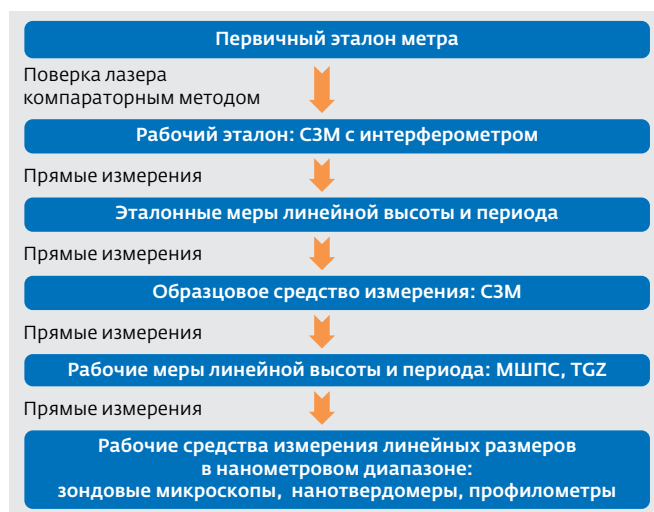 Первичный эталон метра
Поверка лазера
компараторным методом
Рабочий эталон: СЗМ с интерферометром
Прямые измерения
Эталонные меры линейной высоты и периода
Прямые измерения
Образцовое средство измерения: СЗМ
Прямые измерения
Рабочие меры линейной высоты и периода: МШПС, TGZ
Прямые измерения
Рабочие средства измерения линейных размеров
в нанометровом диапазоне:
зондовые микроскопы, нанотвердомеры, профилометры